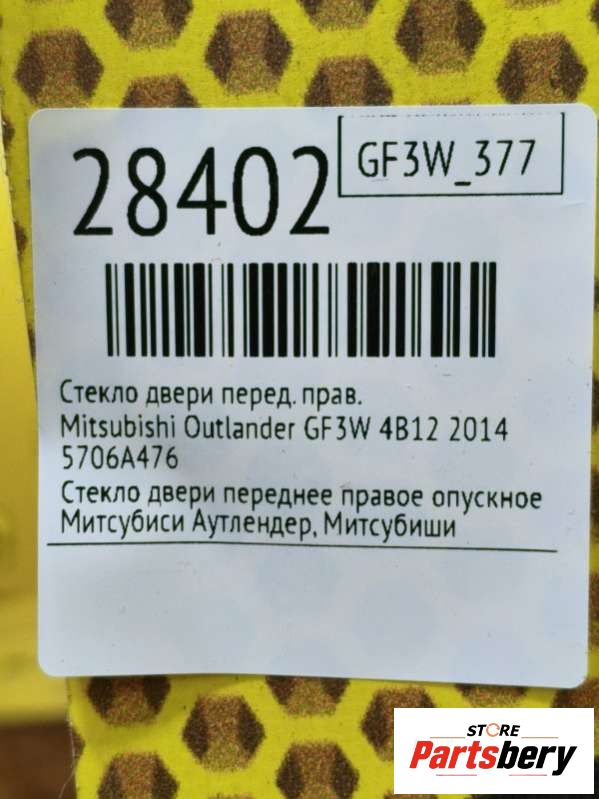 28402
GF3W_377
Стекло двери перед. прав.
Mitsubishi Outlander GF3W 4B12 2014
5706A476
Стекло двери переднее правое опускное
Митсубиси Аутлендер, Митсубиши
STORE
Partsbery